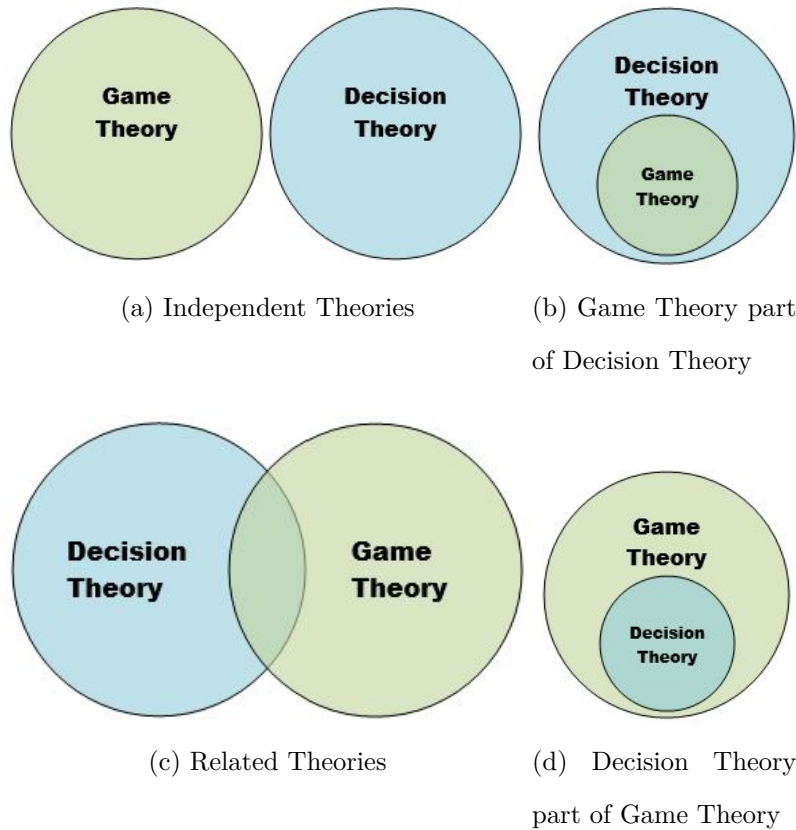 Game
Theory
Decision
Theory
Decision
Theory
Game
Theory
(a) Independent Theories
(b) Game Theory part
of Decision Theory
Decision
Theory
Game
Theory
Game
Theory
Decision
Theory
(c) Related Theories
(d) Decision Theory
part of Game Theory